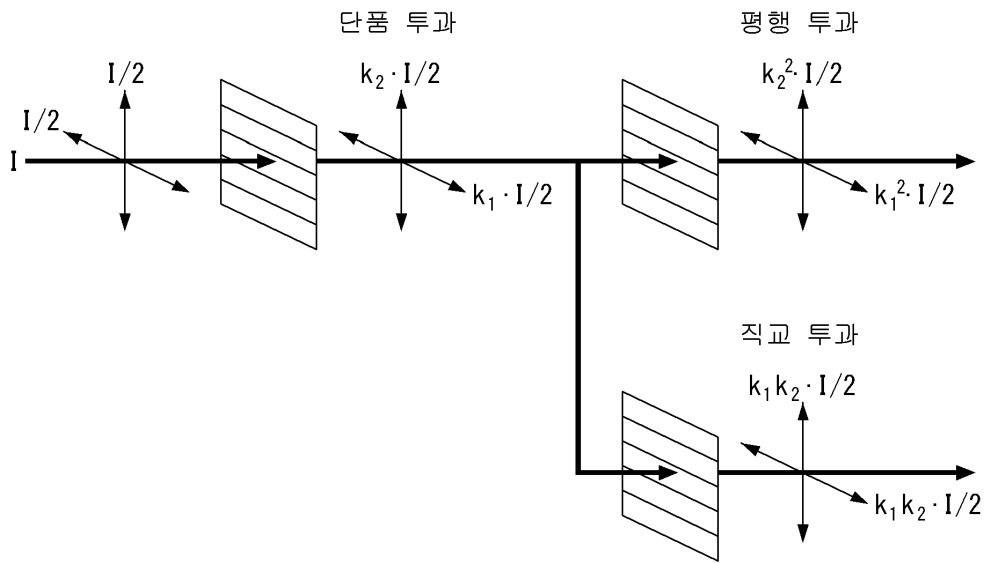 단품 투과
평행 투과
I/2
k₂·I/2
k₂²·I/2
I/2
I
k₁·I/2
k₁²·I/2
직교 투과
k₁k₂·I/2
k₁k₂·I/2